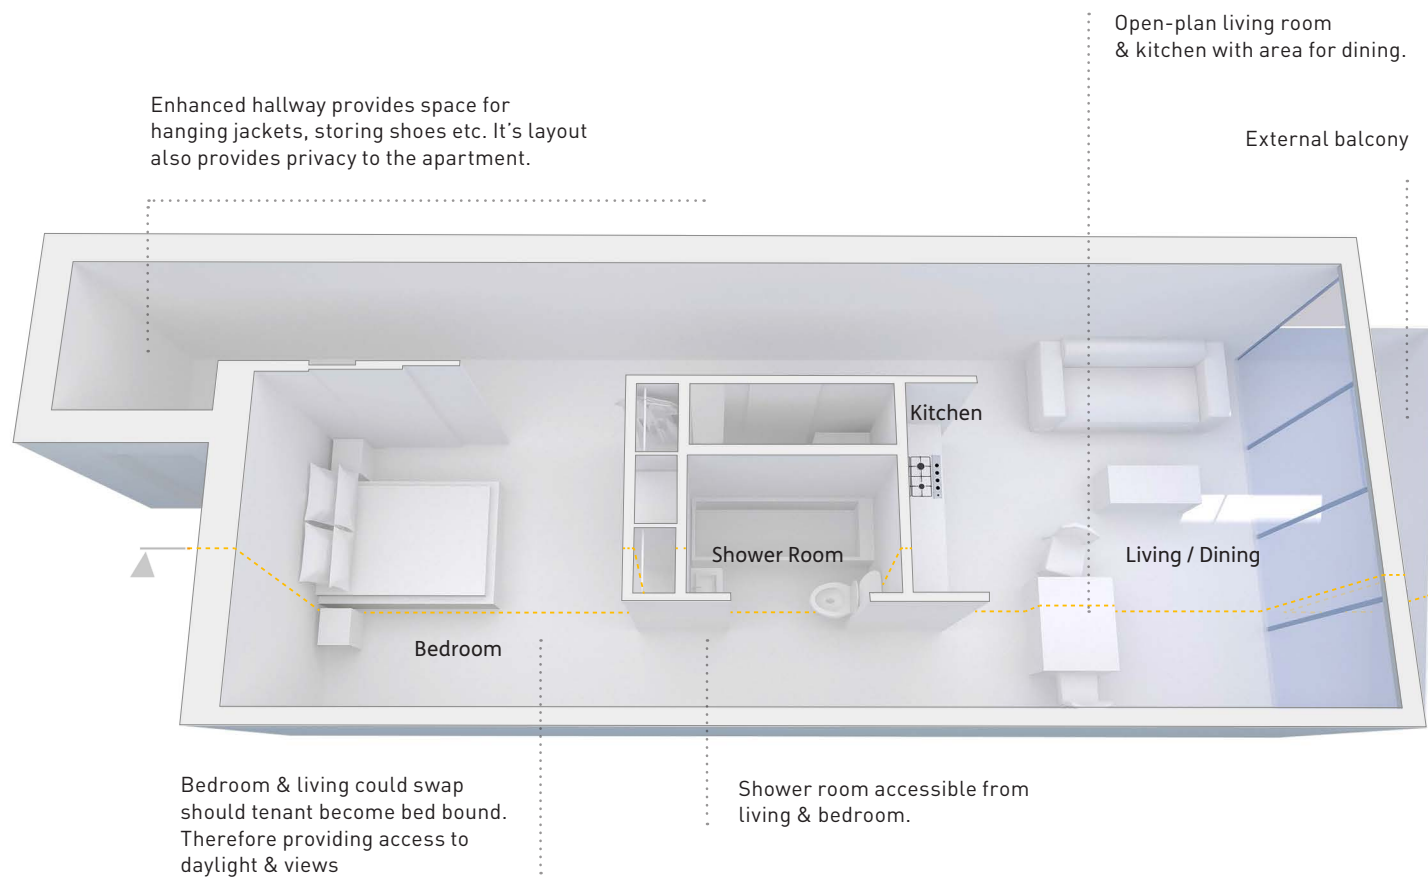 Open-plan living room
& kitchen with area for dining.
Enhanced hallway provides space for
hanging jackets, storing shoes etc. It's layout
also provides privacy to the apartment.
External balcony
Kitchen
Shower Room
Living / Dining
Bedroom
Bedroom & living could swap
should tenant become bed bound.
Therefore providing access to
daylight & views
Shower room accessible from
living & bedroom.